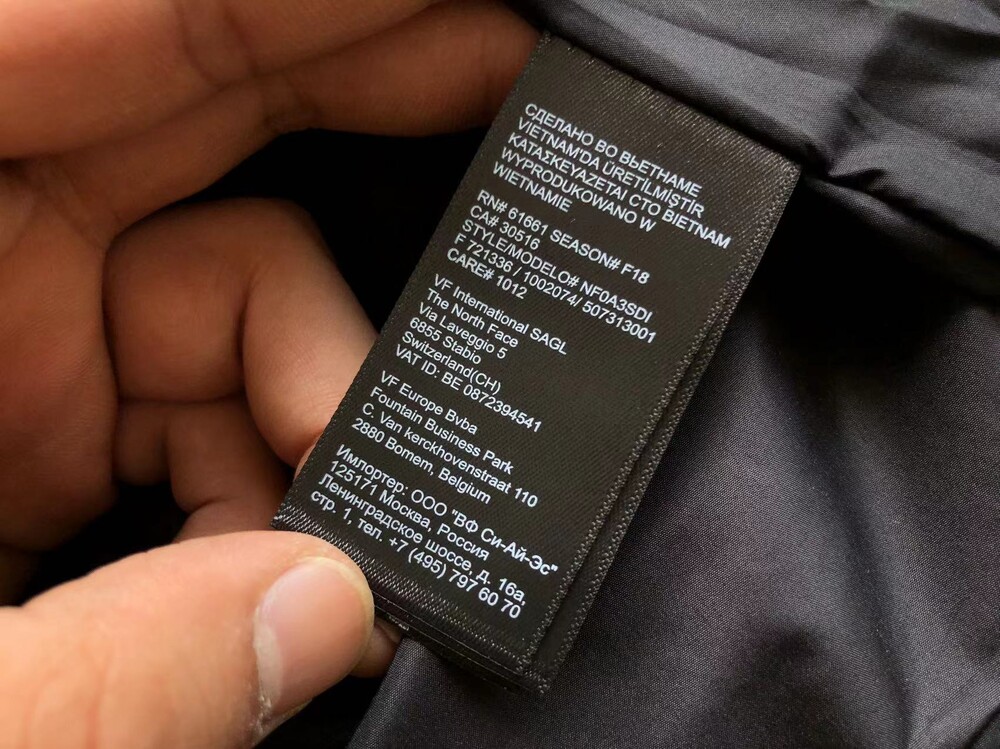 СДЕЛАНО ВО ВЬЕТНАМЕ
VIETNAM'DA ÜRETİLMİŞTİR
ΚΑΤΑΣΚΕΥΑΖΕΤΑΙ ΣΤΟ ΒΙΕΤΝΑΜ
WYPRODUKOWANO W
WIETNAMIE
RN# 61661 SEASON# F18
CA# 30516
STYLE/MODELO# NF0A3SDI
F 721336 / 1002074/ 507313001
CARE# 1012
VF International SAGL
The North Face
Via Laveggio 5
6855 Stabio
Switzerland(CH)
VAT ID: BE 0872394541
VF Europe Bvba
Fountain Business Park
C. Van kerckhovenstraat 110
2880 Bornem, Belgium
Импортер: ООО "ВФ Си-Ай-Эс"
125171 Москва, Россия
Ленинградское шоссе, д. 16а,
стр. 1, тел. +7 (495) 797 60 70